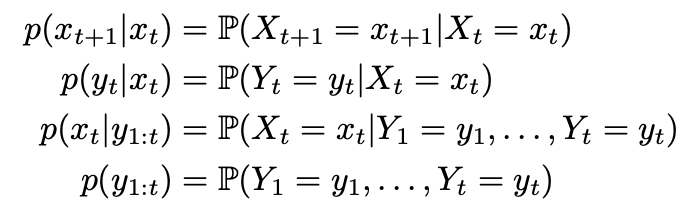 p(x_{t+1}|x_t) = ℙ(X_{t+1} = x_{t+1}|X_t = x_t)
p(y_t|x_t) = ℙ(Y_t = y_t|X_t = x_t)
p(x_t|y_{1:t}) = ℙ(X_t = x_t|Y_1 = y_1, . . . , Y_t = y_t)
p(y_{1:t}) = ℙ(Y_1 = y_1, . . . , Y_t = y_t)